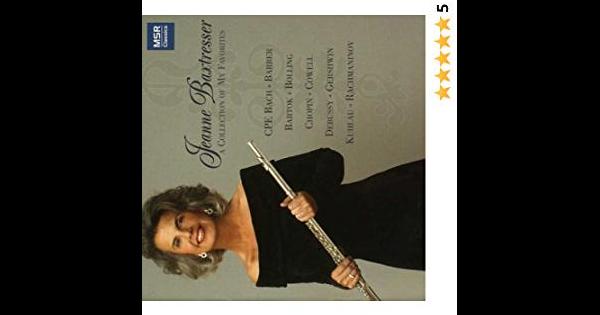 MSR
Classics
Jeanne Baxtresser
A Collection of My Favorites
CPE Bach • Barber
Bartok • Bolling
Chopin • Cowell
Debussy • Gershwin
Kuhlau • Rachmaninov
5